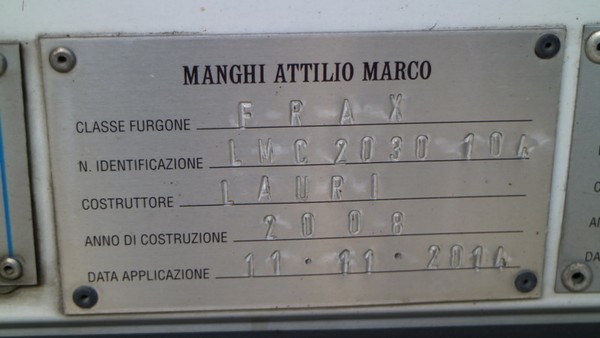 MANGHI ATTILIO MARCO
CLASSE FURGONE FRAX
N. IDENTIFICAZIONE LMC 2030 104
COSTRUTTORE LAURI
ANNO DI COSTRUZIONE 2008
DATA APPLICAZIONE 11·11·2014